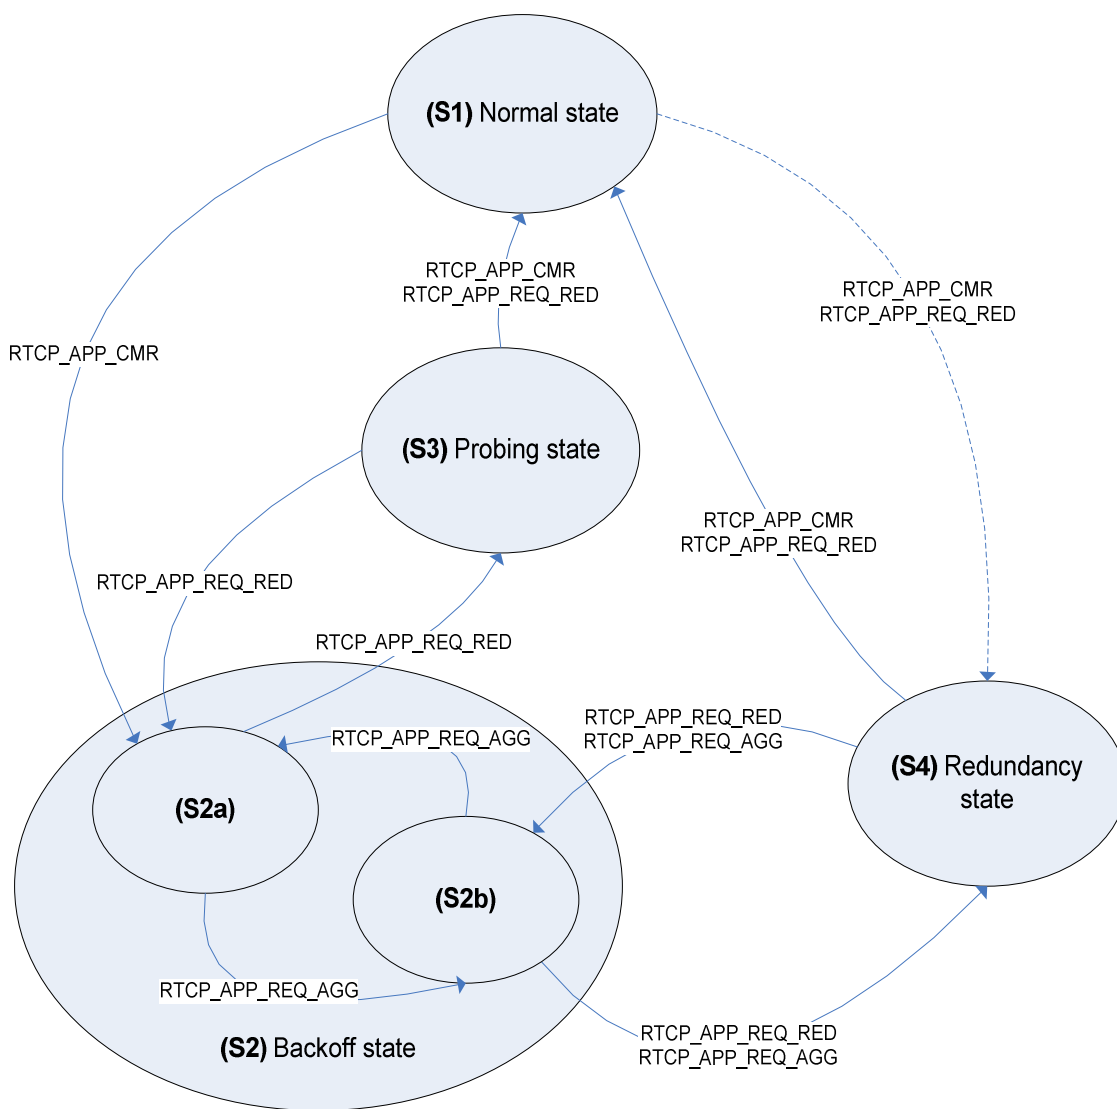 (S1) Normal state
RTCP_APP_CMR
RTCP_APP_REQ_RED
RTCP_APP_CMR
RTCP_APP_REQ_RED
RTCP_APP_CMR
(S3) Probing state
RTCP_APP_CMR
RTCP_APP_REQ_RED
RTCP_APP_REQ_RED
RTCP_APP_REQ_RED
RTCP_APP_REQ_RED
RTCP_APP_REQ_AGG
RTCP_APP_REQ_AGG
(S4) Redundancy
state
(S2a)
(S2b)
RTCP_APP_REQ_AGG
RTCP_APP_REQ_RED
RTCP_APP_REQ_AGG
(S2) Backoff state